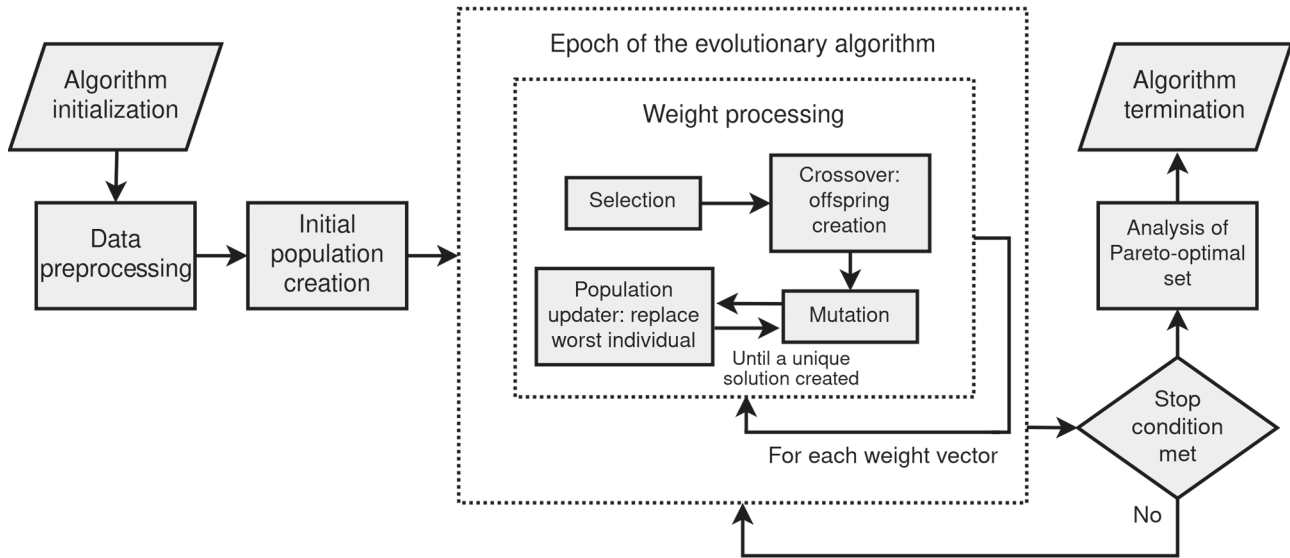 Algorithm
initialization
Data
preprocessing
Initial
population
creation
Epoch of the evolutionary algorithm
Weight processing
Selection
Crossover:
offspring
creation
Mutation
Population
updater: replace
worst individual
Until a unique
solution created
For each weight vector
Stop
condition
met
No
Analysis of
Pareto-optimal
set
Algorithm
termination